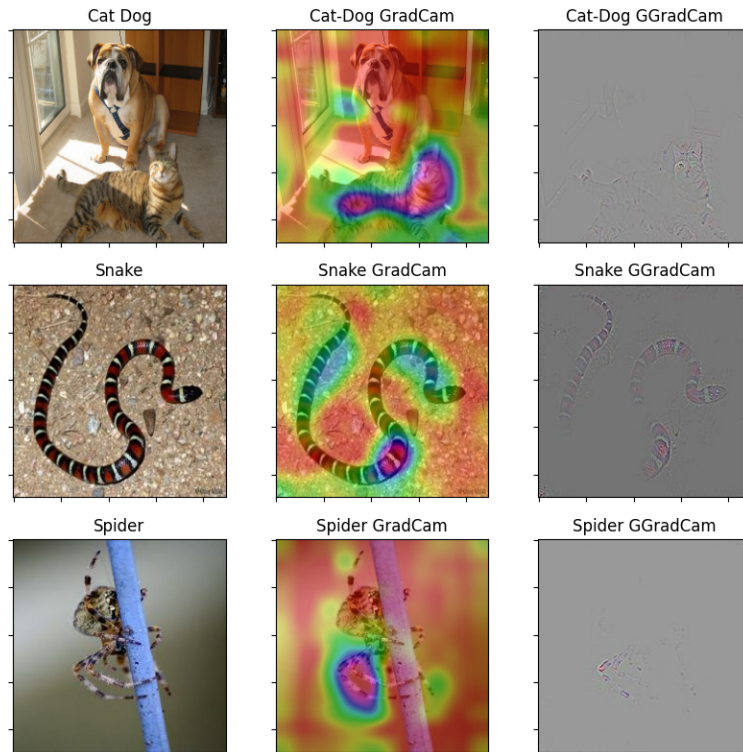 Cat Dog
Cat-Dog GradCam
Cat-Dog GGradCam
Snake
Snake GradCam
Snake GGradCam
Spider
Spider GradCam
Spider GGradCam